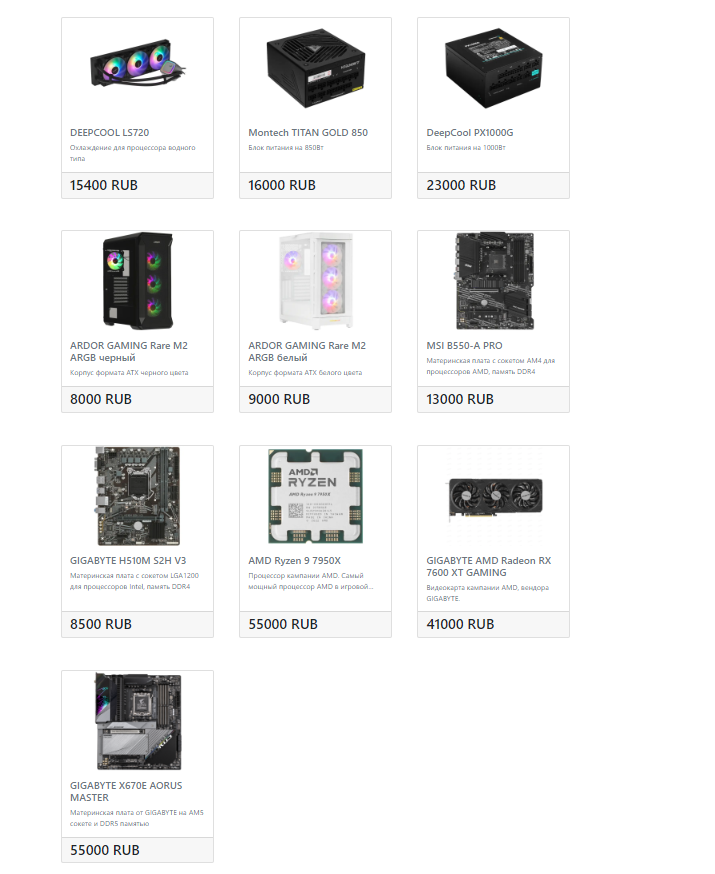 DEEPCOOL LS720
Охлаждение для процессора водного
типа
15400 RUB
Montech TITAN GOLD 850
Блок питания на 850Вт
16000 RUB
DeepCool PX1000G
Блок питания на 1000Вт
23000 RUB
ARDOR GAMING Rare M2
ARGB черный
Корпус формата ATX черного цвета
8000 RUB
ARDOR GAMING Rare M2
ARGB белый
Корпус формата ATX белого цвета
9000 RUB
MSI B550-A PRO
Материнская плата с сокетом AM4 для
процессоров AMD, память DDR4
13000 RUB
GIGABYTE H510M S2H V3
Материнская плата с сокетом LGA1200
для процессоров Intel, память DDR4
8500 RUB
AMD
RYZEN
AMD Ryzen 9 7950X
AMD Ryzen 9 7950X
Процессор кампании AMD. Самый
мощный процессор AMD в игровой...
55000 RUB
GIGABYTE AMD Radeon RX
7600 XT GAMING
Видеокарта кампании AMD, вендора
GIGABYTE.
41000 RUB
GIGABYTE X670E AORUS
MASTER
Материнская плата от GIGABYTE на AM5
сокете и DDR5 памятью
55000 RUB